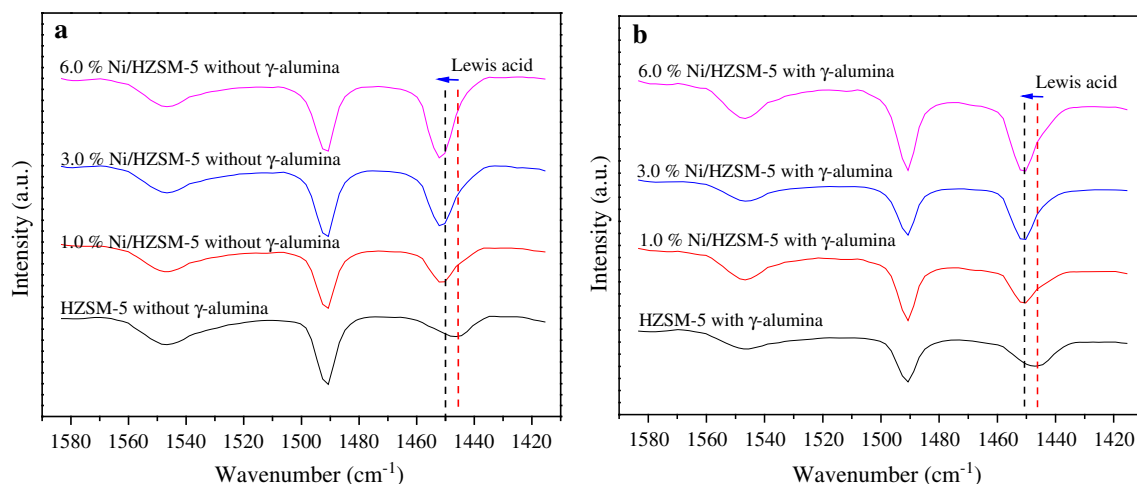 a
6.0 % Ni/HZSM-5 without γ-alumina
Lewis acid
3.0 % Ni/HZSM-5 without γ-alumina
1.0 % Ni/HZSM-5 without γ-alumina
HZSM-5 without γ-alumina
Intensity (a.u.)
1580 1560 1540 1520 1500 1480 1460 1440 1420
Wavenumber (cm⁻¹)
b
6.0 % Ni/HZSM-5 with γ-alumina
Lewis acid
3.0 % Ni/HZSM-5 with γ-alumina
1.0 % Ni/HZSM-5 with γ-alumina
HZSM-5 with γ-alumina
Intensity (a.u.)
1580 1560 1540 1520 1500 1480 1460 1440 1420
Wavenumber (cm⁻¹)